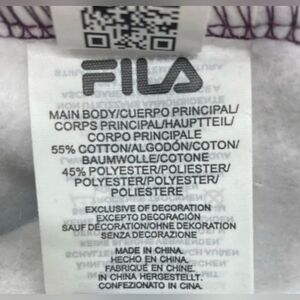 FILA
MAIN BODY/CUERPO PRINCIPAL/
CORPS PRINCIPAL/HAUPTTEIL/
CORPO PRINCIPALE
55% COTTON/ALGODÓN/COTON/
BAUMWOLLE/COTONE
45% POLYESTER/POLIESTER/
POLYESTER/POLYESTER/
POLIESTERE
EXCLUSIVE OF DECORATION
EXCEPTO DECORACIÓN
SAUF DÉCORATION/OHNE DEKORATION
SENZA DECORAZIONE
MADE IN CHINA.
HECHO EN CHINA.
FABRIQUÉ EN CHINE.
IN CHINA HERGESTELLT.
CONFEZIONATO IN CINA.